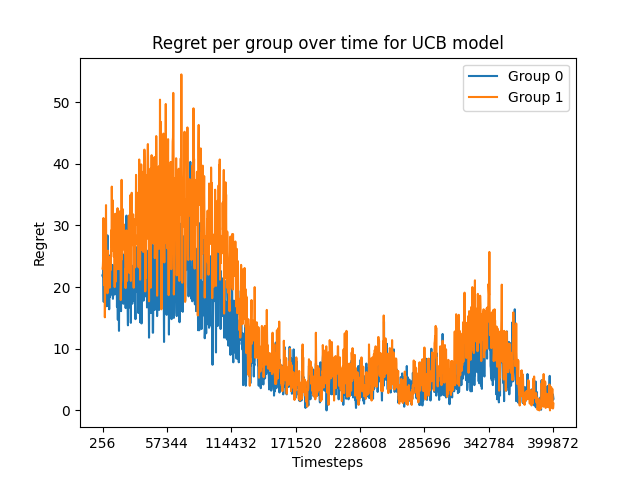 Regret per group over time for UCB model
Group 0
Group 1
50
40
30
20
10
0
Regret
256 57344 114432 171520 228608 285696 342784 399872
Timesteps